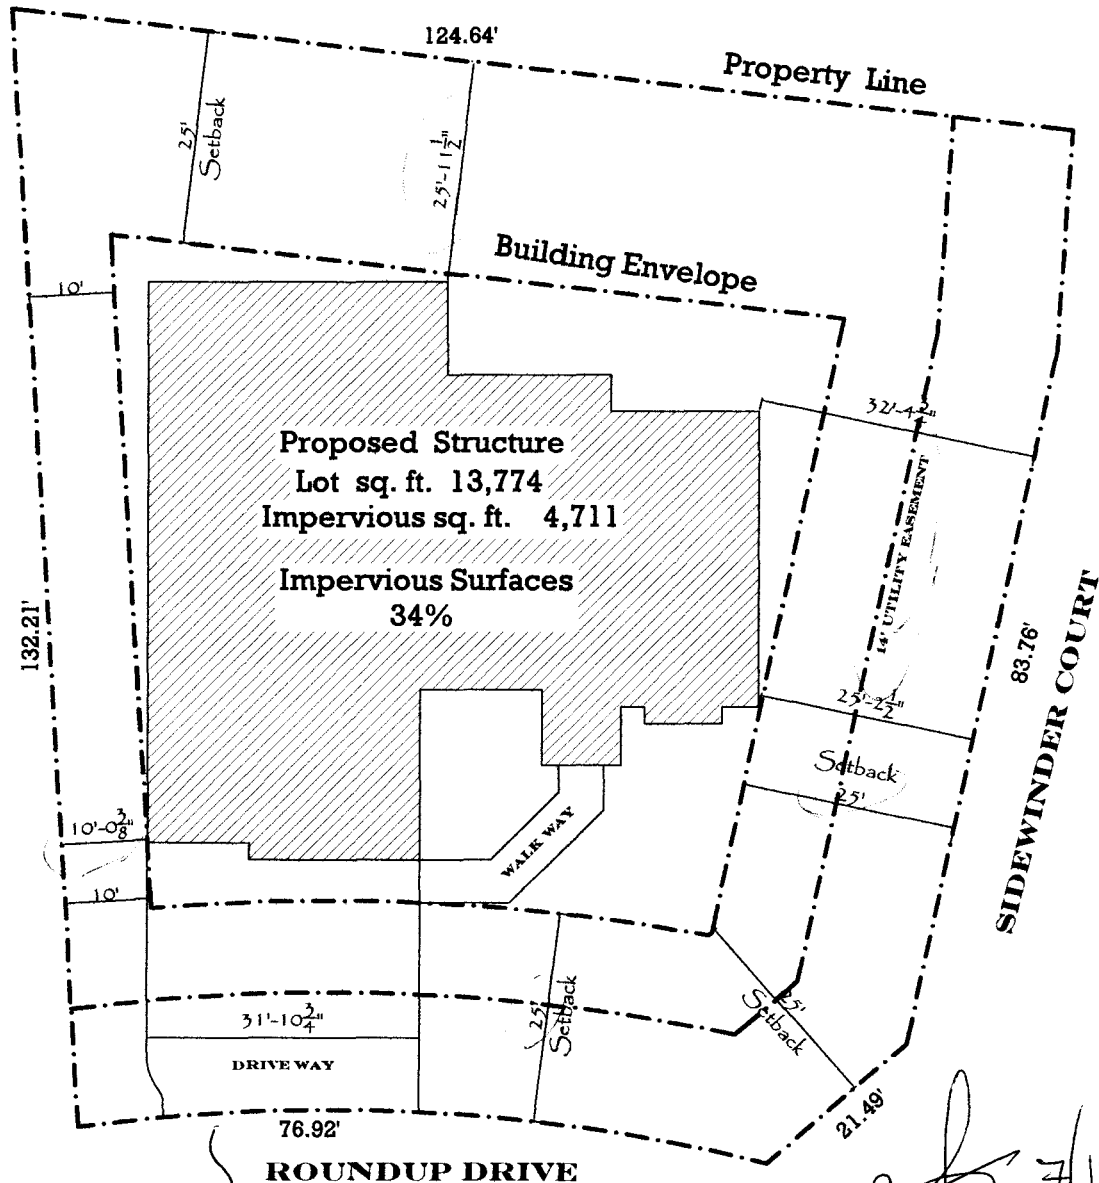 124.64'
Property Line
25'
Setback
25'-11 1/2"
Building Envelope
10'
32'-4 3/4"
Proposed Structure
Lot sq. ft. 13,774
Impervious sq. ft. 4,711
Impervious Surfaces
34%
14' UTILITY EASEMENT
132.21'
83.76'
SIDEWINDER COURT
25'-2 1/2"
Setback
25'
10'-0 3/8"
WALK WAY
10'
25'
Setback
25'
Setback
31'-10 3/4"
DRIVE WAY
76.92'
21.49'
ROUNDUP DRIVE